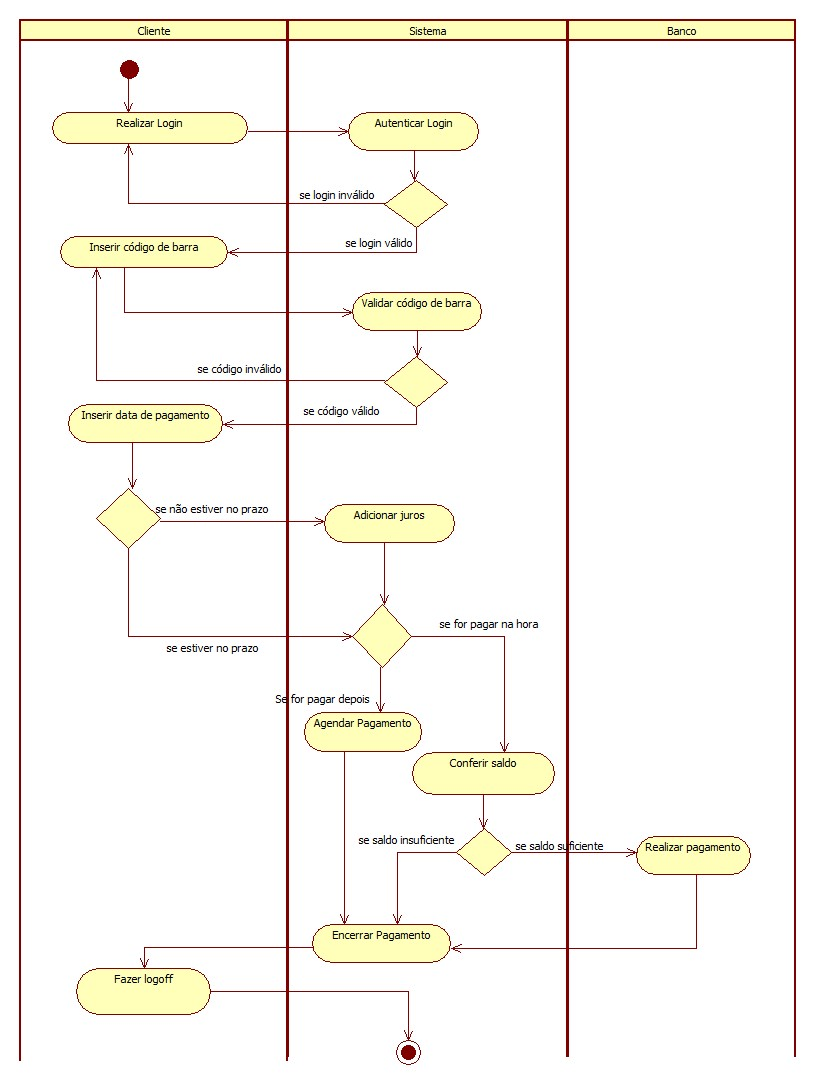 Cliente
Sistema
Banco
Realizar Login
Autenticar Login
se login inválido
se login válido
Inserir código de barra
Validar código de barra
se código inválido
se código válido
Inserir data de pagamento
se não estiver no prazo
Adicionar juros
se for pagar na hora
se estiver no prazo
Se for pagar depois
Agendar Pagamento
Conferir saldo
se saldo insuficiente
se saldo suficiente
Realizar pagamento
Encerrar Pagamento
Fazer logoff